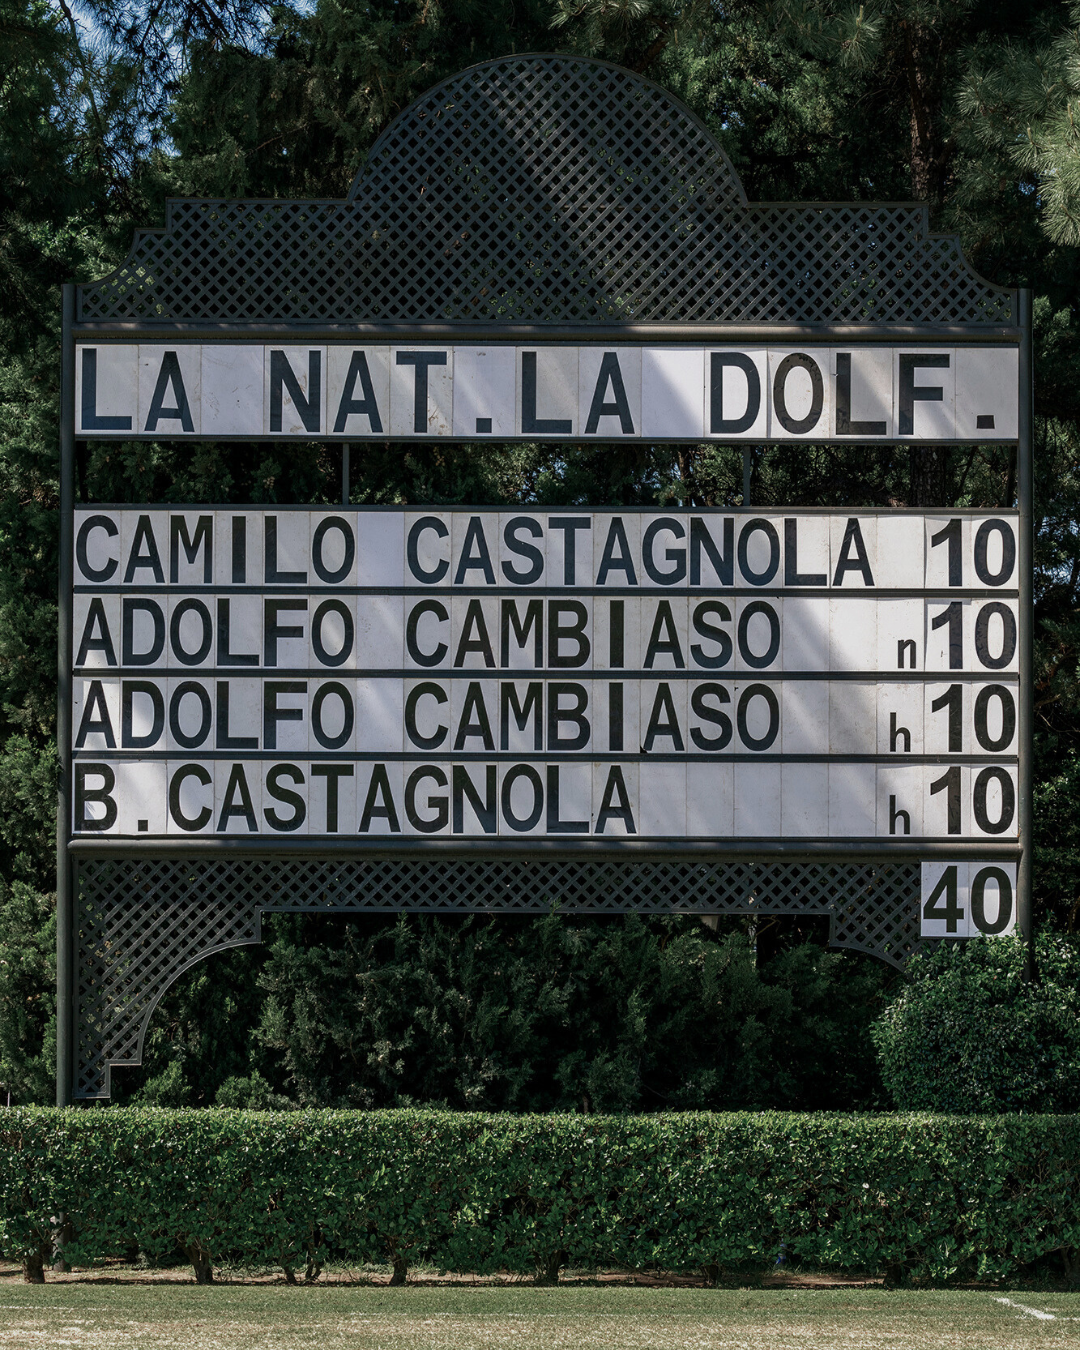 LA NAT.LA DOLF.
CAMILO CASTAGNOLA 10
ADOLFO CAMBIASO n10
ADOLFO CAMBIASO h10
B.CASTAGNOLA h10
40